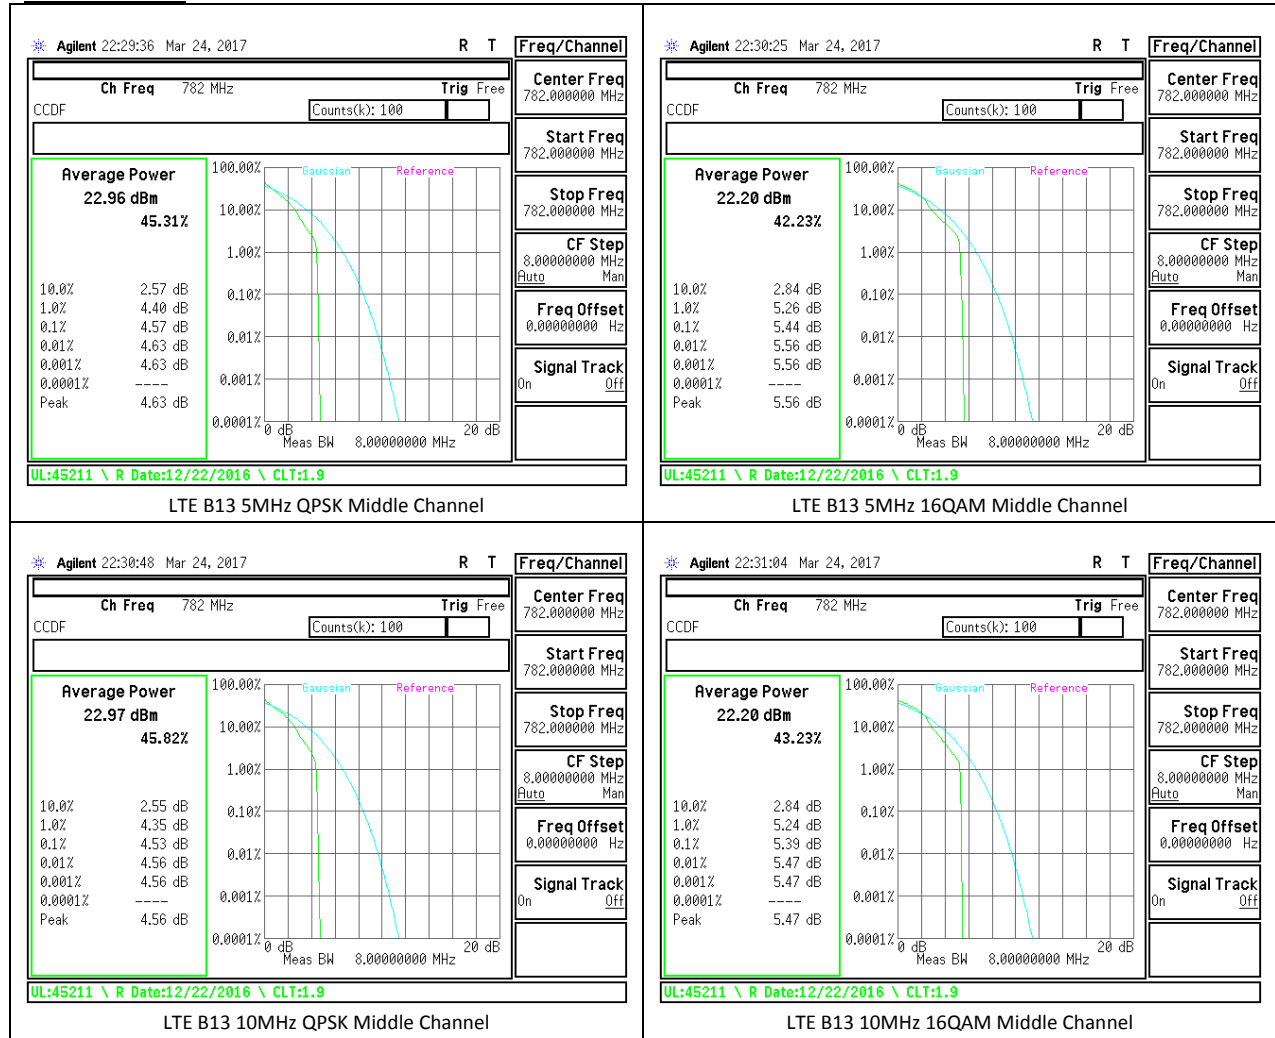 Agilent 22:29:36 Mar 24, 2017 R T Freq/Channel
Ch Freq 782 MHz Trig Free
CCDF Counts(k): 100
Average Power
22.96 dBm
45.31%
10.0% 2.57 dB
1.0% 4.40 dB
0.1% 4.57 dB
0.01% 4.63 dB
0.001% 4.63 dB
0.0001% ----
Peak 4.63 dB
100.00% Gaussian Reference
10.00%
1.00%
0.10%
0.01%
0.001%
0.0001%
0 dB 20 dB
Meas BW 8.00000000 MHz
Center Freq
782.000000 MHz
Start Freq
782.000000 MHz
Stop Freq
782.000000 MHz
CF Step
8.00000000 MHz
Auto Man
Freq Offset
0.00000000 Hz
Signal Track
On Off
UL:45211 \ R Date:12/22/2016 \ CLT:1.9
LTE B13 5MHz QPSK Middle Channel
Agilent 22:30:25 Mar 24, 2017 R T Freq/Channel
Ch Freq 782 MHz Trig Free
CCDF Counts(k): 100
Average Power
22.20 dBm
42.23%
10.0% 2.84 dB
1.0% 5.26 dB
0.1% 5.44 dB
0.01% 5.56 dB
0.001% 5.56 dB
0.0001% ----
Peak 5.56 dB
100.00% Gaussian Reference
10.00%
1.00%
0.10%
0.01%
0.001%
0.0001%
0 dB 20 dB
Meas BW 8.00000000 MHz
Center Freq
782.000000 MHz
Start Freq
782.000000 MHz
Stop Freq
782.000000 MHz
CF Step
8.00000000 MHz
Auto Man
Freq Offset
0.00000000 Hz
Signal Track
On Off
UL:45211 \ R Date:12/22/2016 \ CLT:1.9
LTE B13 5MHz 16QAM Middle Channel
Agilent 22:30:48 Mar 24, 2017 R T Freq/Channel
Ch Freq 782 MHz Trig Free
CCDF Counts(k): 100
Average Power
22.97 dBm
45.82%
10.0% 2.55 dB
1.0% 4.35 dB
0.1% 4.53 dB
0.01% 4.56 dB
0.001% 4.56 dB
0.0001% ----
Peak 4.56 dB
100.00% Gaussian Reference
10.00%
1.00%
0.10%
0.01%
0.001%
0.0001%
0 dB 20 dB
Meas BW 8.00000000 MHz
Center Freq
782.000000 MHz
Start Freq
782.000000 MHz
Stop Freq
782.000000 MHz
CF Step
8.00000000 MHz
Auto Man
Freq Offset
0.00000000 Hz
Signal Track
On Off
UL:45211 \ R Date:12/22/2016 \ CLT:1.9
LTE B13 10MHz QPSK Middle Channel
Agilent 22:31:04 Mar 24, 2017 R T Freq/Channel
Ch Freq 782 MHz Trig Free
CCDF Counts(k): 100
Average Power
22.20 dBm
43.23%
10.0% 2.84 dB
1.0% 5.24 dB
0.1% 5.39 dB
0.01% 5.47 dB
0.001% 5.47 dB
0.0001% ----
Peak 5.47 dB
100.00% Gaussian Reference
10.00%
1.00%
0.10%
0.01%
0.001%
0.0001%
0 dB 20 dB
Meas BW 8.00000000 MHz
Center Freq
782.000000 MHz
Start Freq
782.000000 MHz
Stop Freq
782.000000 MHz
CF Step
8.00000000 MHz
Auto Man
Freq Offset
0.00000000 Hz
Signal Track
On Off
UL:45211 \ R Date:12/22/2016 \ CLT:1.9
LTE B13 10MHz 16QAM Middle Channel